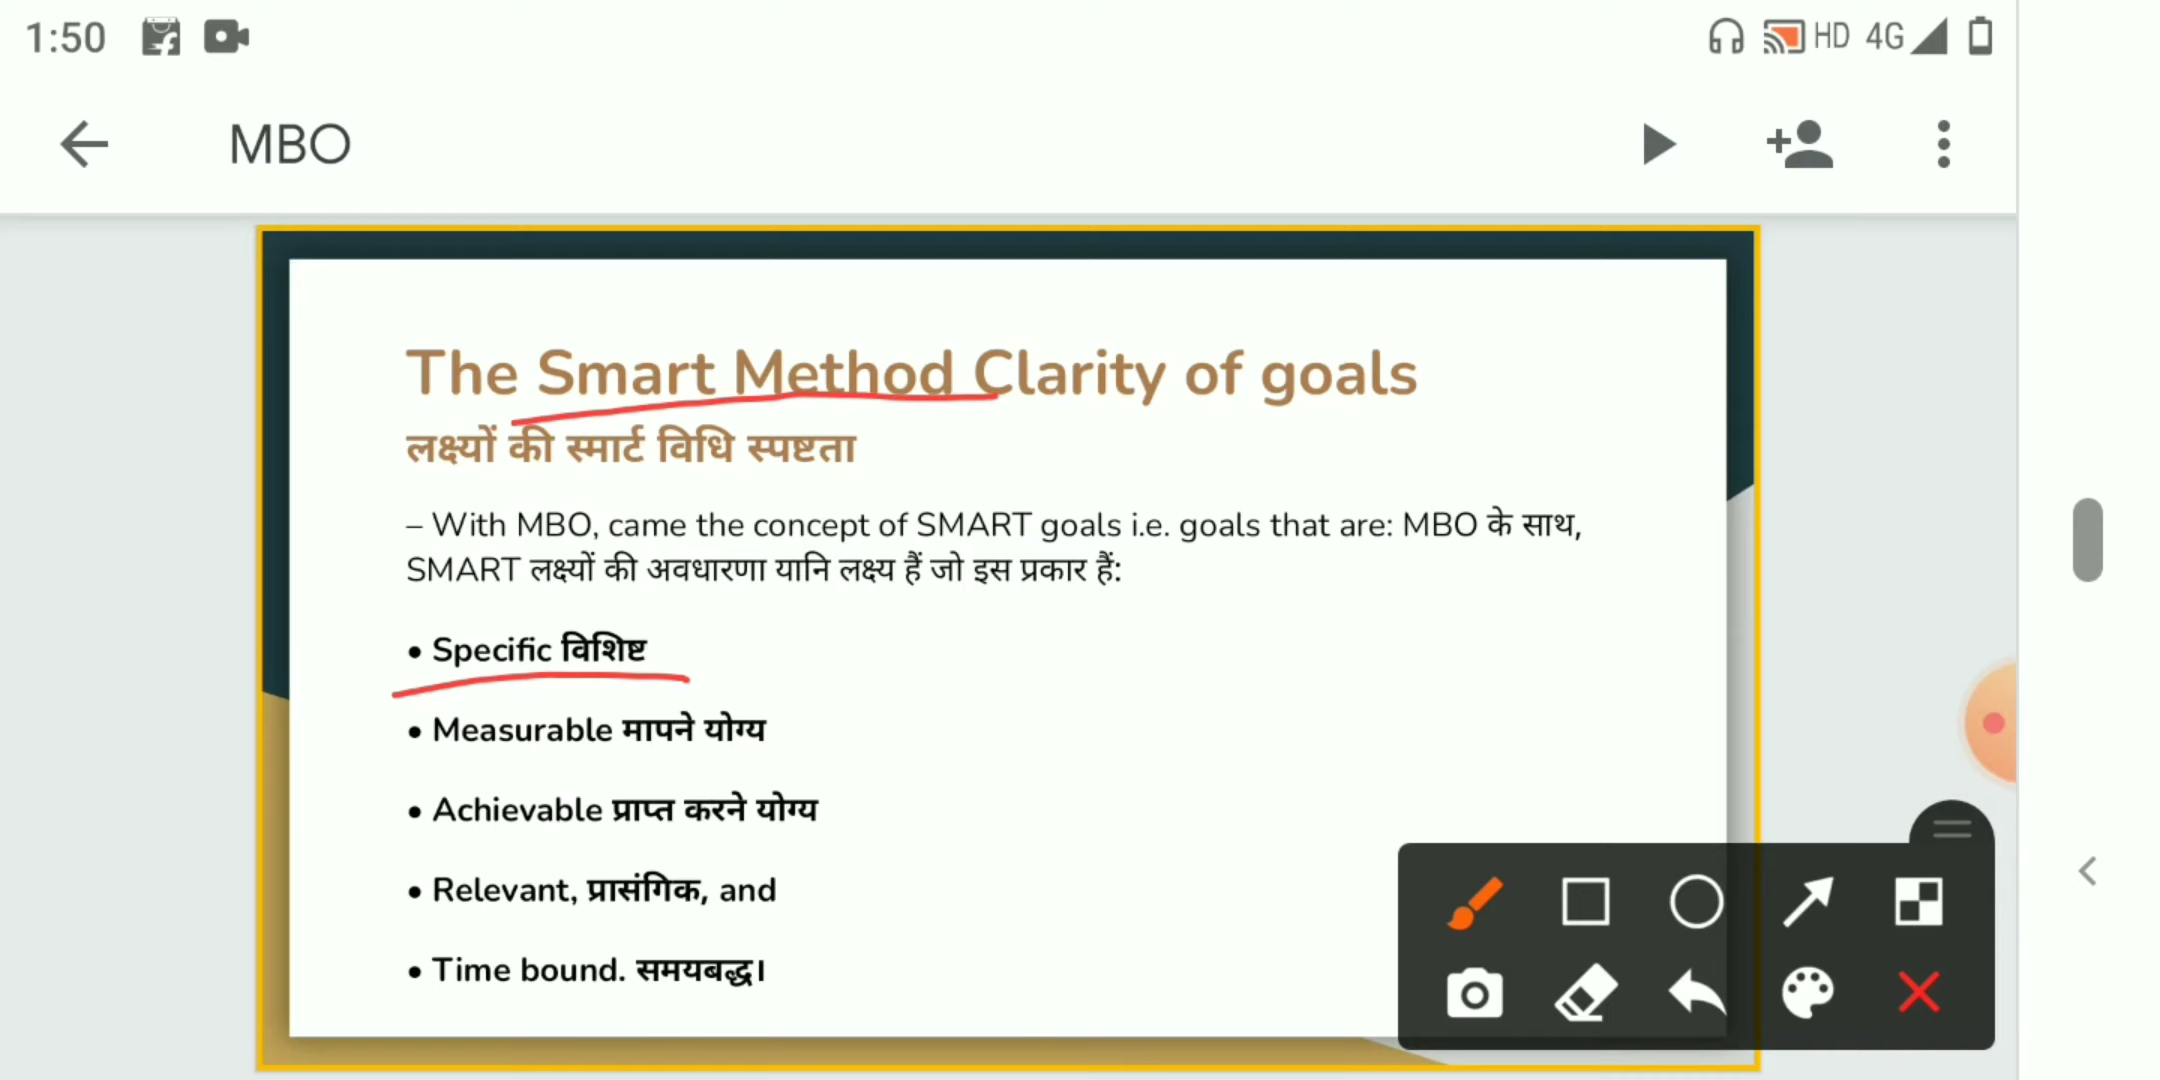 1:50
HD 4G
MBO
The Smart Method Clarity of goals
लक्ष्यों की स्मार्ट विधि स्पष्टता
– With MBO, came the concept of SMART goals i.e. goals that are: MBO के साथ,
SMART लक्ष्यों की अवधारणा यानि लक्ष्य हैं जो इस प्रकार हैं:
• Specific विशिष्ट
• Measurable मापने योग्य
• Achievable प्राप्त करने योग्य
• Relevant, प्रासंगिक, and
• Time bound. समयबद्ध।